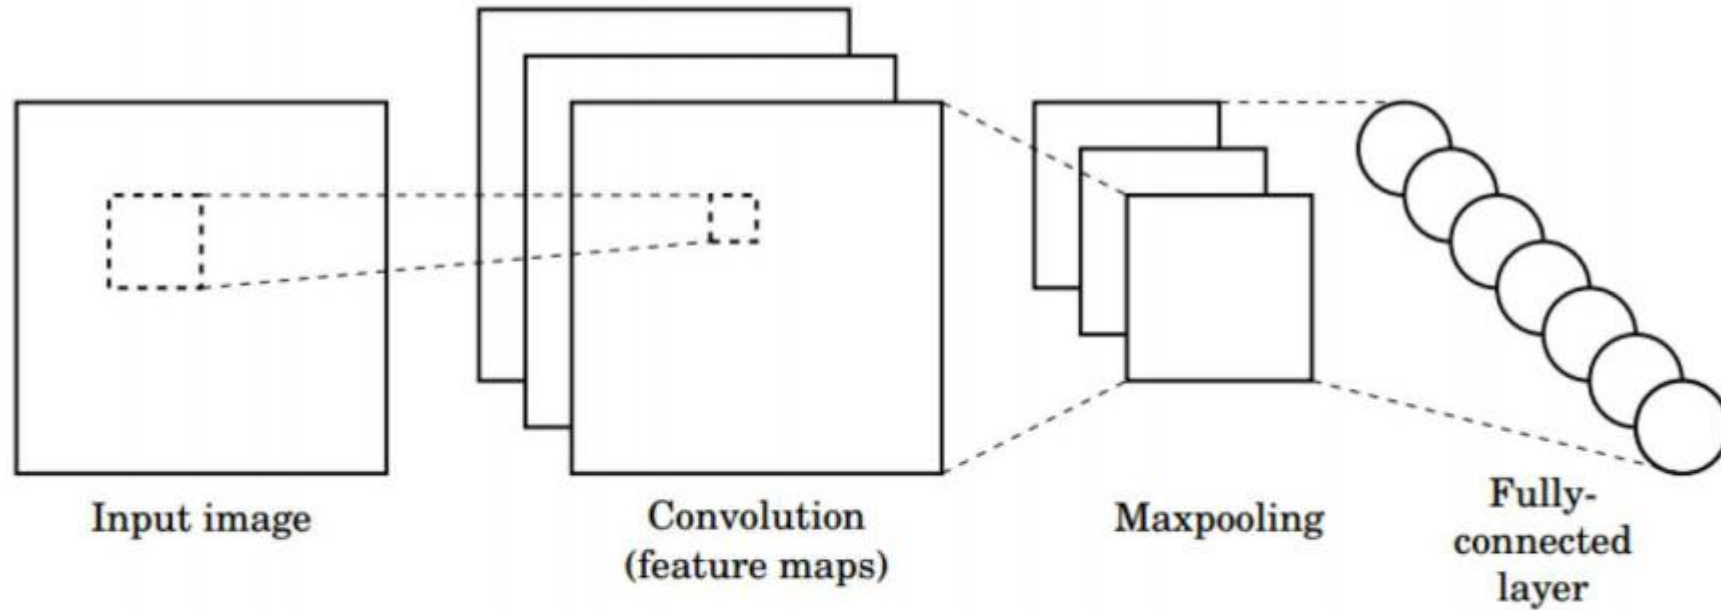 Input image
Convolution
(feature maps)
Maxpooling
Fully-
connected
layer